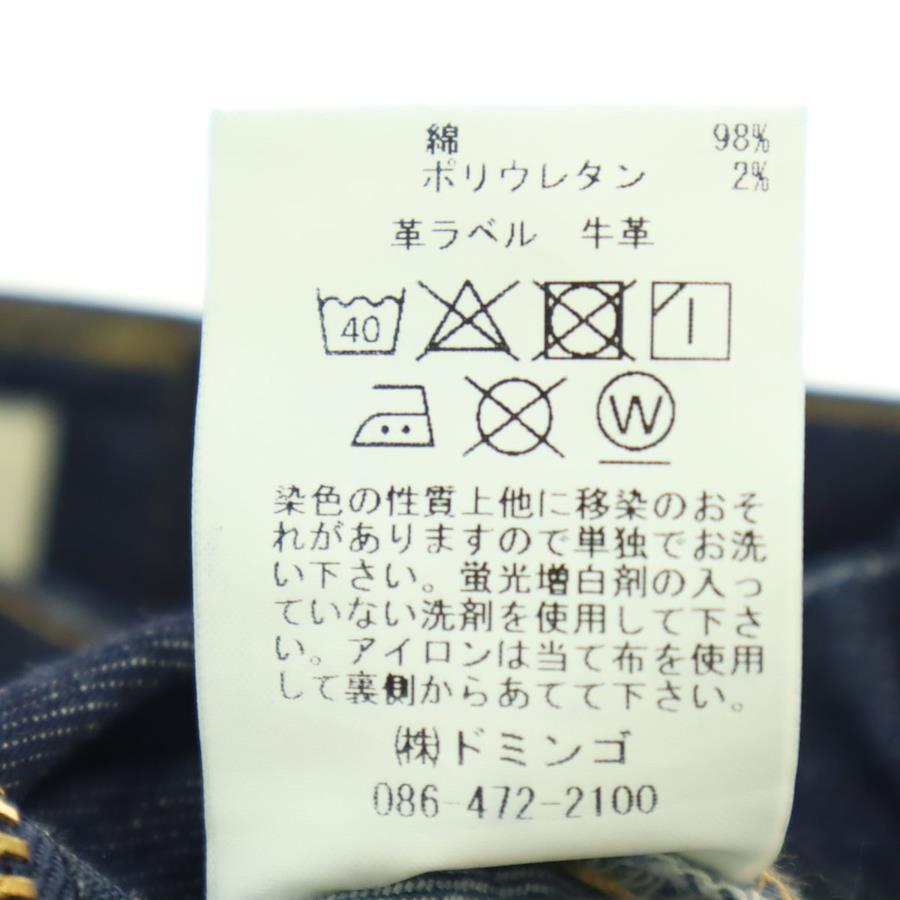 綿 98%
ポリウレタン 2%
革ラベル 牛革
40
W
染色の性質上他に移染のおそ
れがありますので単独でお洗
い下さい。蛍光増白剤の入っ
ていない洗剤を使用して下さ
い。アイロンは当て布を使用
して裏側からあてて下さい。
㈱ドミンゴ
086-472-2100